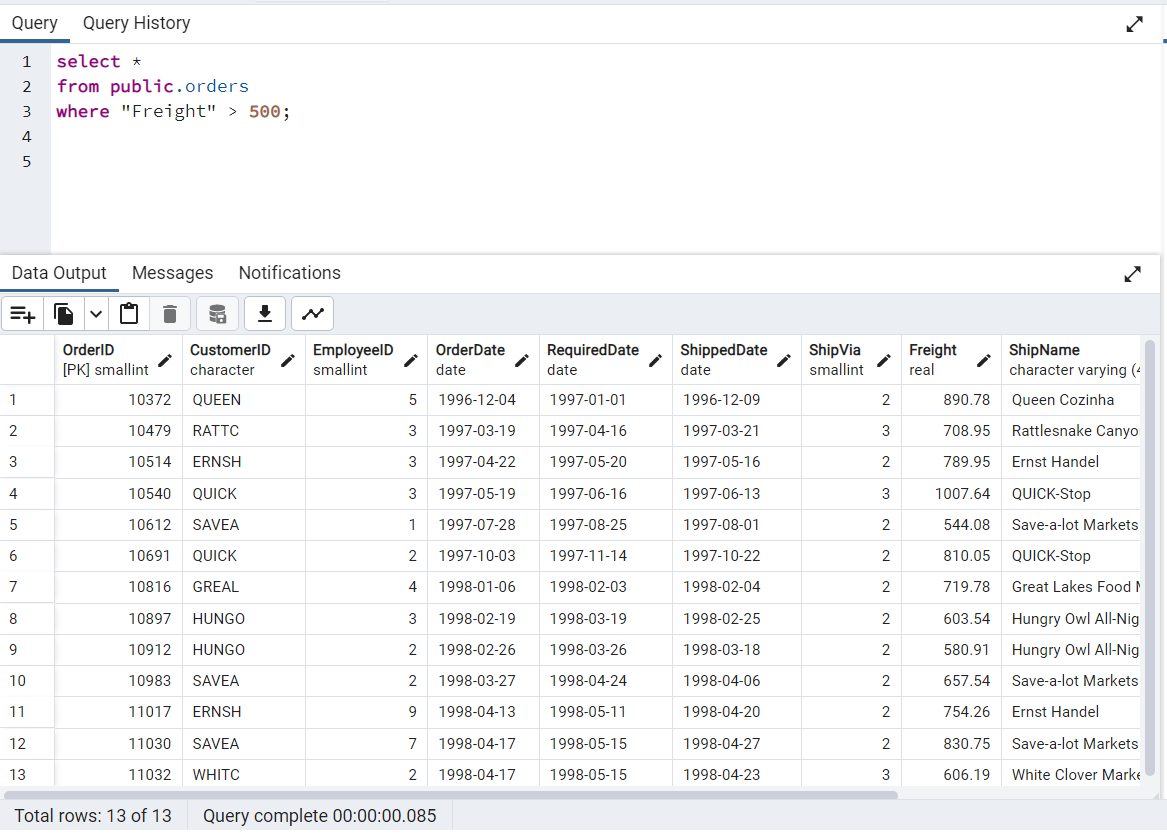 Query Query History
1 select *
2 from public.orders
3 where "Freight" > 500;
4
5
Data Output Messages Notifications
OrderID CustomerID EmployeeID OrderDate RequiredDate ShippedDate ShipVia Freight ShipName
[PK] smallint character smallint date date date smallint real character varying (4
1 10372 QUEEN 5 1996-12-04 1997-01-01 1996-12-09 2 890.78 Queen Cozinha
2 10479 RATTC 3 1997-03-19 1997-04-16 1997-03-21 3 708.95 Rattlesnake Canyo
3 10514 ERNSH 3 1997-04-22 1997-05-20 1997-05-16 2 789.95 Ernst Handel
4 10540 QUICK 3 1997-05-19 1997-06-16 1997-06-13 3 1007.64 QUICK-Stop
5 10612 SAVEA 1 1997-07-28 1997-08-25 1997-08-01 2 544.08 Save-a-lot Markets
6 10691 QUICK 2 1997-10-03 1997-11-14 1997-10-22 2 810.05 QUICK-Stop
7 10816 GREAL 4 1998-01-06 1998-02-03 1998-02-04 2 719.78 Great Lakes Food
8 10897 HUNGO 3 1998-02-19 1998-03-19 1998-02-25 2 603.54 Hungry Owl All-Nig
9 10912 HUNGO 2 1998-02-26 1998-03-26 1998-03-18 2 580.91 Hungry Owl All-Nig
10 10983 SAVEA 2 1998-03-27 1998-04-24 1998-04-06 2 657.54 Save-a-lot Markets
11 11017 ERNSH 9 1998-04-13 1998-05-11 1998-04-20 2 754.26 Ernst Handel
12 11030 SAVEA 7 1998-04-17 1998-05-15 1998-04-27 2 830.75 Save-a-lot Markets
13 11032 WHITC 2 1998-04-17 1998-05-15 1998-04-23 3 606.19 White Clover Marke
Total rows: 13 of 13 Query complete 00:00:00.085